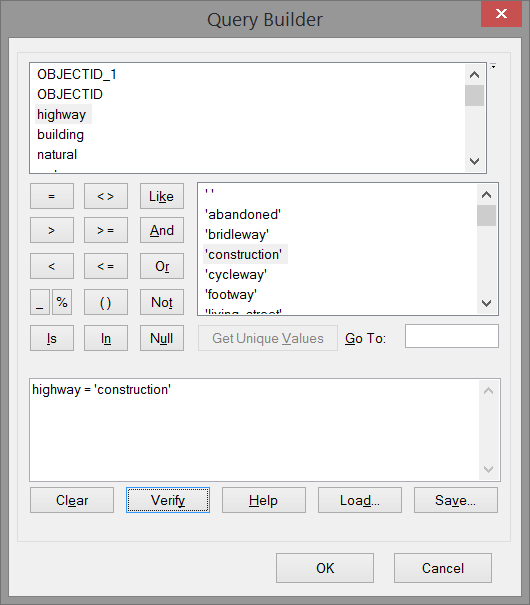 Query Builder
OBJECTID_1
OBJECTID
highway
building
natural
= <> Like
> >= And
< <= Or
_ % () Not
Is In Null
' '
'abandoned'
'bridleway'
'construction'
'cycleway'
'footway'
'living_street'
Get Unique Values Go To:
highway = 'construction'
Clear Verify Help Load... Save...
OK Cancel